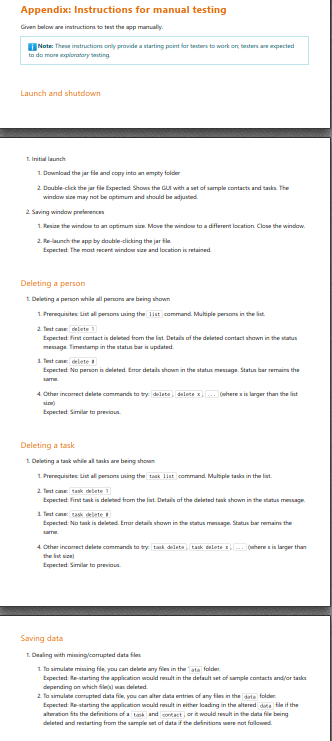 Appendix: Instructions for manual testing
Given below are instructions to test the app manually.
Note: These instructions only provide a starting point for testers to work on; testers are expected
to do more exploratory testing.
Launch and shutdown
1. Initial launch
1. Download the jar file and copy into an empty folder
2. Double-click the jar file Expected: Shows the GUI with a set of sample contacts and tasks. The
window size may not be optimum and should be adjusted.
2. Saving window preferences
1. Resize the window to an optimum size. Move the window to a different location. Close the window.
2. Re-launch the app by double-clicking the jar file.
Expected: The most recent window size and location is retained.
Deleting a person
1. Deleting a person while all persons are being shown
1. Prerequisites: List all persons using the list command. Multiple persons in the list.
2. Test case: delete 1
Expected: First contact is deleted from the list. Details of the deleted contact shown in the status
message. Timestamp in the status bar is updated.
3. Test case: delete 0
Expected: No person is deleted. Error details shown in the status message. Status bar remains the
same.
4. Other incorrect delete commands to try: delete, delete x, ... (where x is larger than the list
size)
Expected: Similar to previous.
Deleting a task
1. Deleting a task while all tasks are being shown
1. Prerequisites: List all persons using the task list command. Multiple tasks in the list.
2. Test case: task delete 1
Expected: First task is deleted from the list. Details of the deleted task shown in the status message.
3. Test case: task delete 0
Expected: No task is deleted. Error details shown in the status message. Status bar remains the
same.
4. Other incorrect delete commands to try: task delete, task delete x, ... (where x is larger than
the list size)
Expected: Similar to previous.
Saving data
1. Dealing with missing/corrupted data files
1. To simulate missing file, you can delete any files in the data folder.
Expected: Re-starting the application would result in the default set of sample contacts and/or tasks
depending on which file(s) was deleted.
2. To simulate corrupted data file, you can alter data entries of any files in the data folder.
Expected: Re-starting the application would result in either loading in the altered data file if the
alteration fits the definitions of a task and contact, or it would result in the data file being
deleted and restarting from the sample set of data if the definitions were not followed.